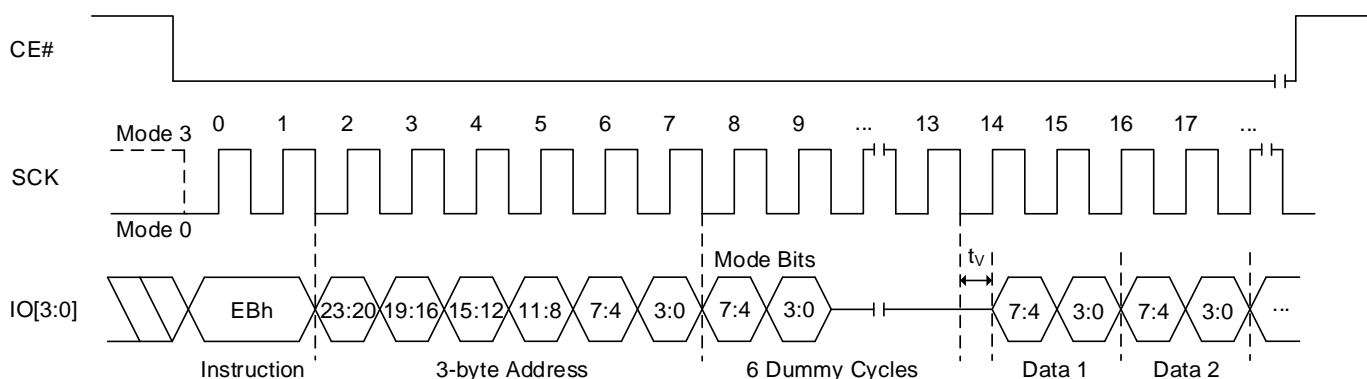 CE#
0 1 2 3 4 5 6 7 8 9 ... 13 14 15 16 17 ...
Mode 3
SCK
Mode 0
Mode Bits
tV
IO[3:0]
EBh 23:20 19:16 15:12 11:8 7:4 3:0 7:4 3:0 7:4 3:0 7:4 3:0 ...
Instruction 3-byte Address 6 Dummy Cycles Data 1 Data 2